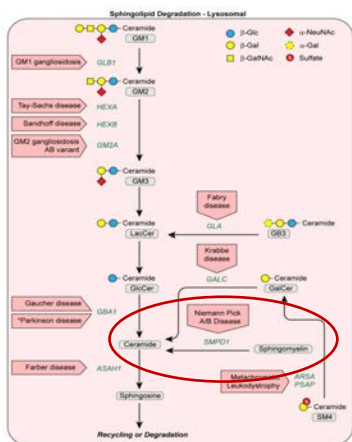 Sphingolipid Degradation - Lysosomal
Ceramide
GM1
β-Glc
β-Gal
β-GalNAc
α-NeuNAc
α-Gal
Sulfate
S
GM1 gangliosidosis
GLB1
Ceramide
GM2
Tay-Sachs disease
HEXA
Sandhoff disease
HEXB
GM2 gangliosidosis
AB variant
GM2A
Ceramide
GM3
Fabry
disease
GLA
Ceramide
LacCer
Ceramide
GB3
Krabbe
disease
GALC
Ceramide
GlcCer
Ceramide
GalCer
Gaucher disease
*Parkinson disease
GBA1
Niemann Pick
A/B Disease
SMPD1
Ceramide
Sphingomyelin
Farber disease
ASAH1
Metachromatic
Leukodystrophy
ARSA
PSAP
Sphingosine
S
Ceramide
SM4
Recycling or Degradation